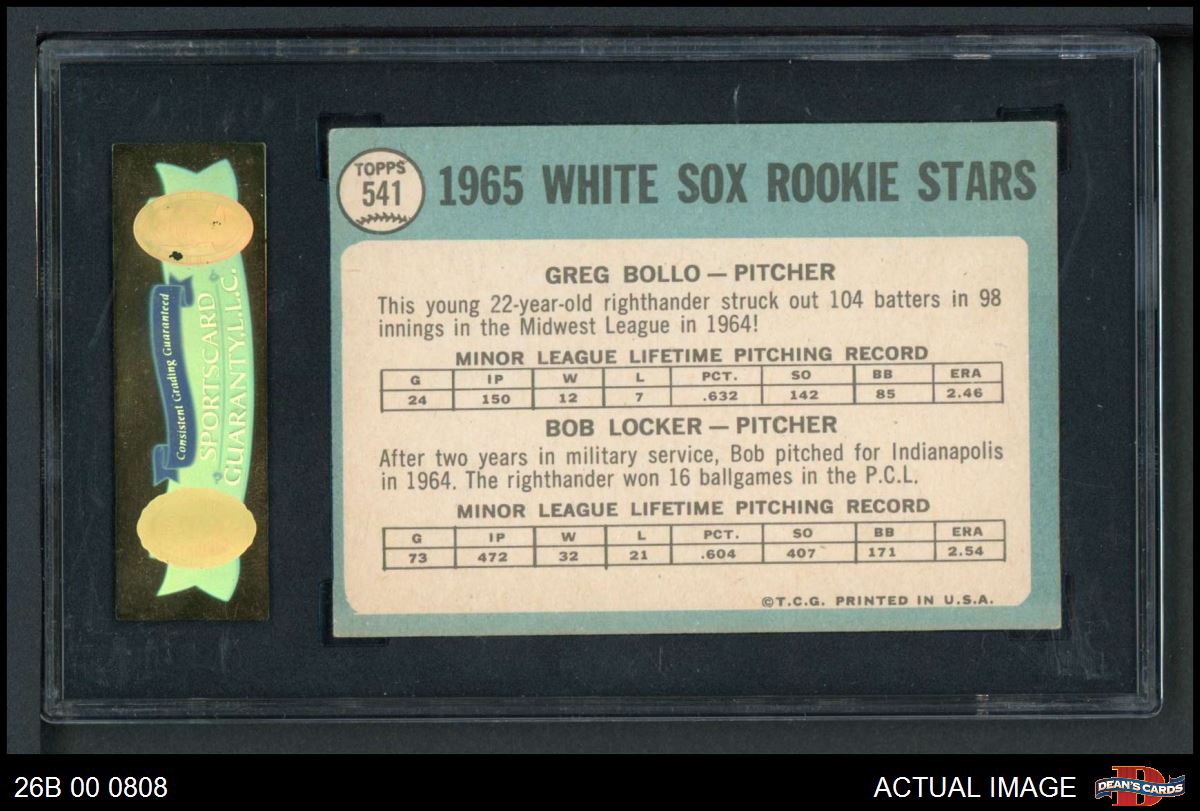 TOPPS
541
1965 WHITE SOX ROOKIE STARS
GREG BOLLO — PITCHER
This young 22-year-old righthander struck out 104 batters in 98
innings in the Midwest League in 1964!
MINOR LEAGUE LIFETIME PITCHING RECORD
G IP W L PCT. SO BB ERA
24 150 12 7 .632 142 85 2.46
BOB LOCKER — PITCHER
After two years in military service, Bob pitched for Indianapolis
in 1964. The righthander won 16 ballgames in the P.C.L.
MINOR LEAGUE LIFETIME PITCHING RECORD
G IP W L PCT. SO BB ERA
73 472 32 21 .604 407 171 2.54
©T.C.G. PRINTED IN U.S.A.
Consistent Grading Guaranteed
SPORTSCARD
GUARANTY, L.L.C.
26B 00 0808
ACTUAL IMAGE
D
DEAN'S CARDS